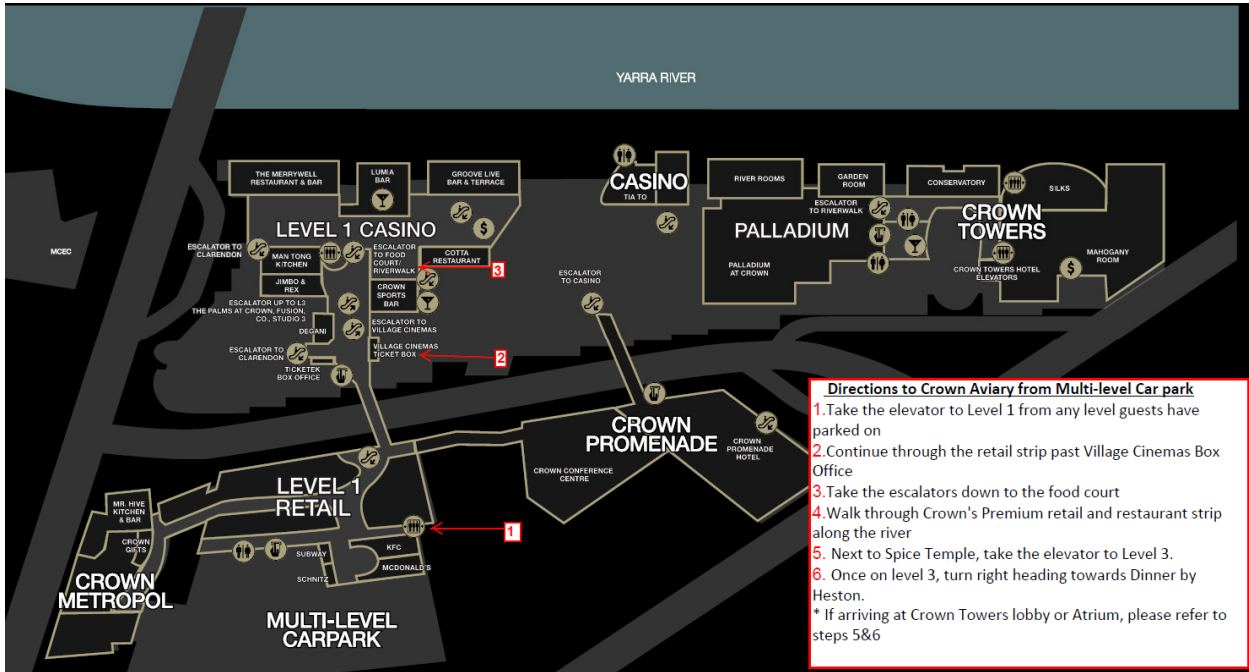 YARRA RIVER
MCEC
THE MERRYWELL
RESTAURANT & BAR
LUMIA
BAR
GROOVE LIVE
BAR & TERRACE
LEVEL 1 CASINO
ESCALATOR TO
CLARENDON
MAN TONG
KITCHEN
JIMBO &
REX
ESCALATOR
TO FOOD
COURT/
RIVERWALK
COTTA
RESTAURANT
$
3
CROWN
SPORTS
BAR
ESCALATOR UP TO L3
THE PALMS AT CROWN, FUSION,
CO., STUDIO 3
DEGANI
ESCALATOR TO
VILLAGE CINEMAS
ESCALATOR TO
CLARENDON
VILLAGE CINEMAS
TICKET BOX
2
TICKETEK
BOX OFFICE
CASINO
TIA TO
ESCALATOR
TO CASINO
RIVER ROOMS
GARDEN
ROOM
CONSERVATORY
SILKS
ESCALATOR
TO RIVERWALK
PALLADIUM
PALLADIUM
AT CROWN
CROWN
TOWERS
MAHOGANY
ROOM
CROWN TOWERS HOTEL
ELEVATORS
$
CROWN
PROMENADE
CROWN
PROMENADE
HOTEL
CROWN CONFERENCE
CENTRE
LEVEL 1
RETAIL
1
MR. HIVE
KITCHEN
& BAR
CROWN
GIFTS
CROWN
METROPOL
SUBWAY
SCHNITZ
KFC
MCDONALD'S
MULTI-LEVEL
CARPARK
Directions to Crown Aviary from Multi-level Car park
1.Take the elevator to Level 1 from any level guests have
parked on
2.Continue through the retail strip past Village Cinemas Box
Office
3.Take the escalators down to the food court
4.Walk through Crown's Premium retail and restaurant strip
along the river
5. Next to Spice Temple, take the elevator to Level 3.
6. Once on level 3, turn right heading towards Dinner by
Heston.
* If arriving at Crown Towers lobby or Atrium, please refer to
steps 5&6